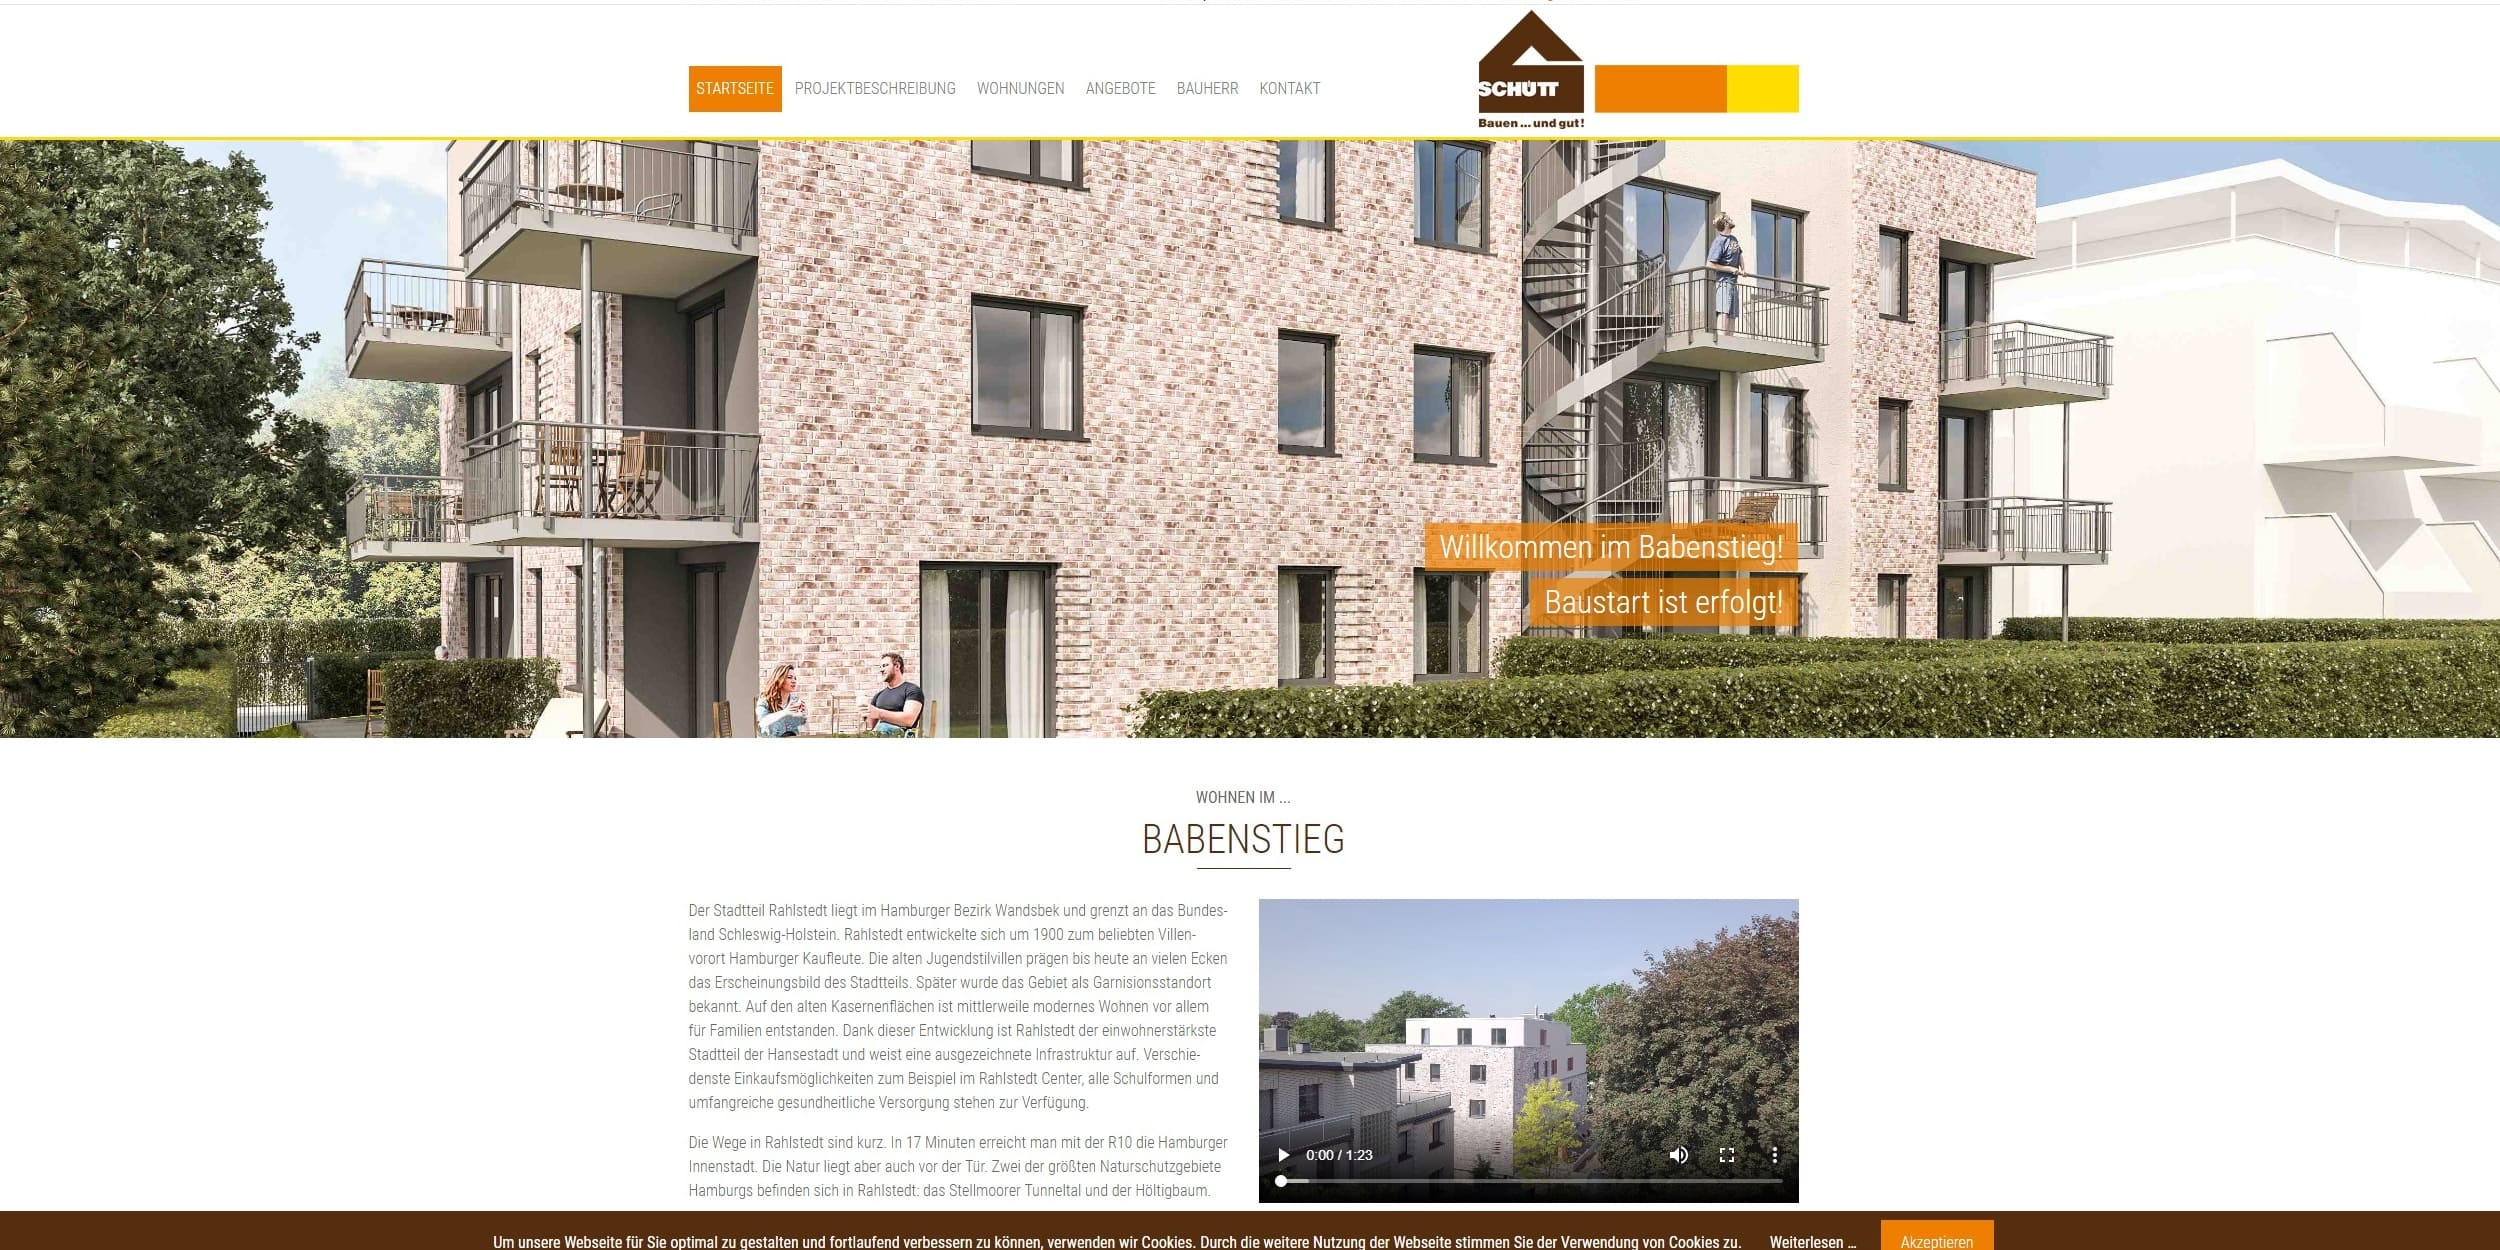 STARTSEITE PROJEKTBESCHREIBUNG WOHNUNGEN ANGEBOTE BAUHERR KONTAKT
SCHÜTT
Bauen ... und gut!
Willkommen im Babenstieg!
Baustart ist erfolgt!
WOHNEN IM ...
BABENSTIEG
Der Stadtteil Rahlstedt liegt im Hamburger Bezirk Wandsbek und grenzt an das Bundes-
land Schleswig-Holstein. Rahlstedt entwickelte sich um 1900 zum beliebten Villen-
vorort Hamburger Kaufleute. Die alten Jugendstilvillen prägen bis heute an vielen Ecken
das Erscheinungsbild des Stadtteils. Später wurde das Gebiet als Garnisionsstandort
bekannt. Auf den alten Kasernenflächen ist mittlerweile modernes Wohnen vor allem
für Familien entstanden. Dank dieser Entwicklung ist Rahlstedt der einwohnerstärkste
Stadtteil der Hansestadt und weist eine ausgezeichnete Infrastruktur auf. Verschie-
denste Einkaufsmöglichkeiten zum Beispiel im Rahlstedt Center, alle Schulformen und
umfangreiche gesundheitliche Versorgung stehen zur Verfügung.
Die Wege in Rahlstedt sind kurz. In 17 Minuten erreicht man mit der R10 die Hamburger
Innenstadt. Die Natur liegt aber auch vor der Tür. Zwei der größten Naturschutzgebiete
Hamburgs befinden sich in Rahlstedt: das Stellmoorer Tunneltal und der Höltigbaum.
0:00 / 1:23
Um unsere Webseite für Sie optimal zu gestalten und fortlaufend verbessern zu können, verwenden wir Cookies. Durch die weitere Nutzung der Webseite stimmen Sie der Verwendung von Cookies zu. Weiterlesen ... Akzeptieren